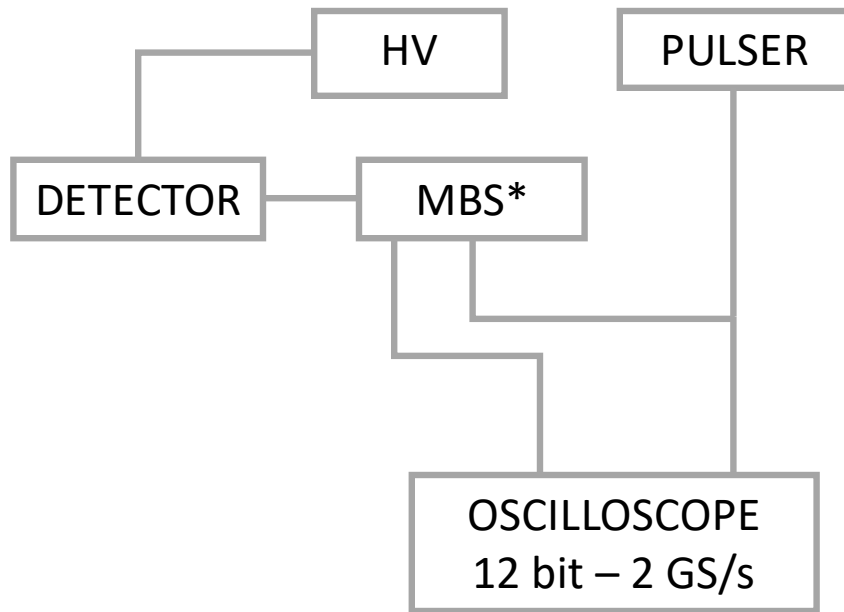 HV
PULSER
DETECTOR
MBS*
OSCILLOSCOPE
12 bit – 2 GS/s